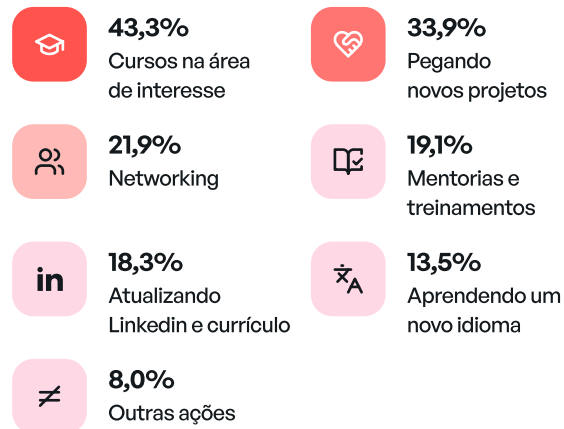 43,3%
Cursos na área
de interesse
33,9%
Pegando
novos projetos
21,9%
Networking
19,1%
Mentorias e
treinamentos
in
18,3%
Atualizando
Linkedin e currículo
13,5%
Aprendendo um
novo idioma
8,0%
Outras ações